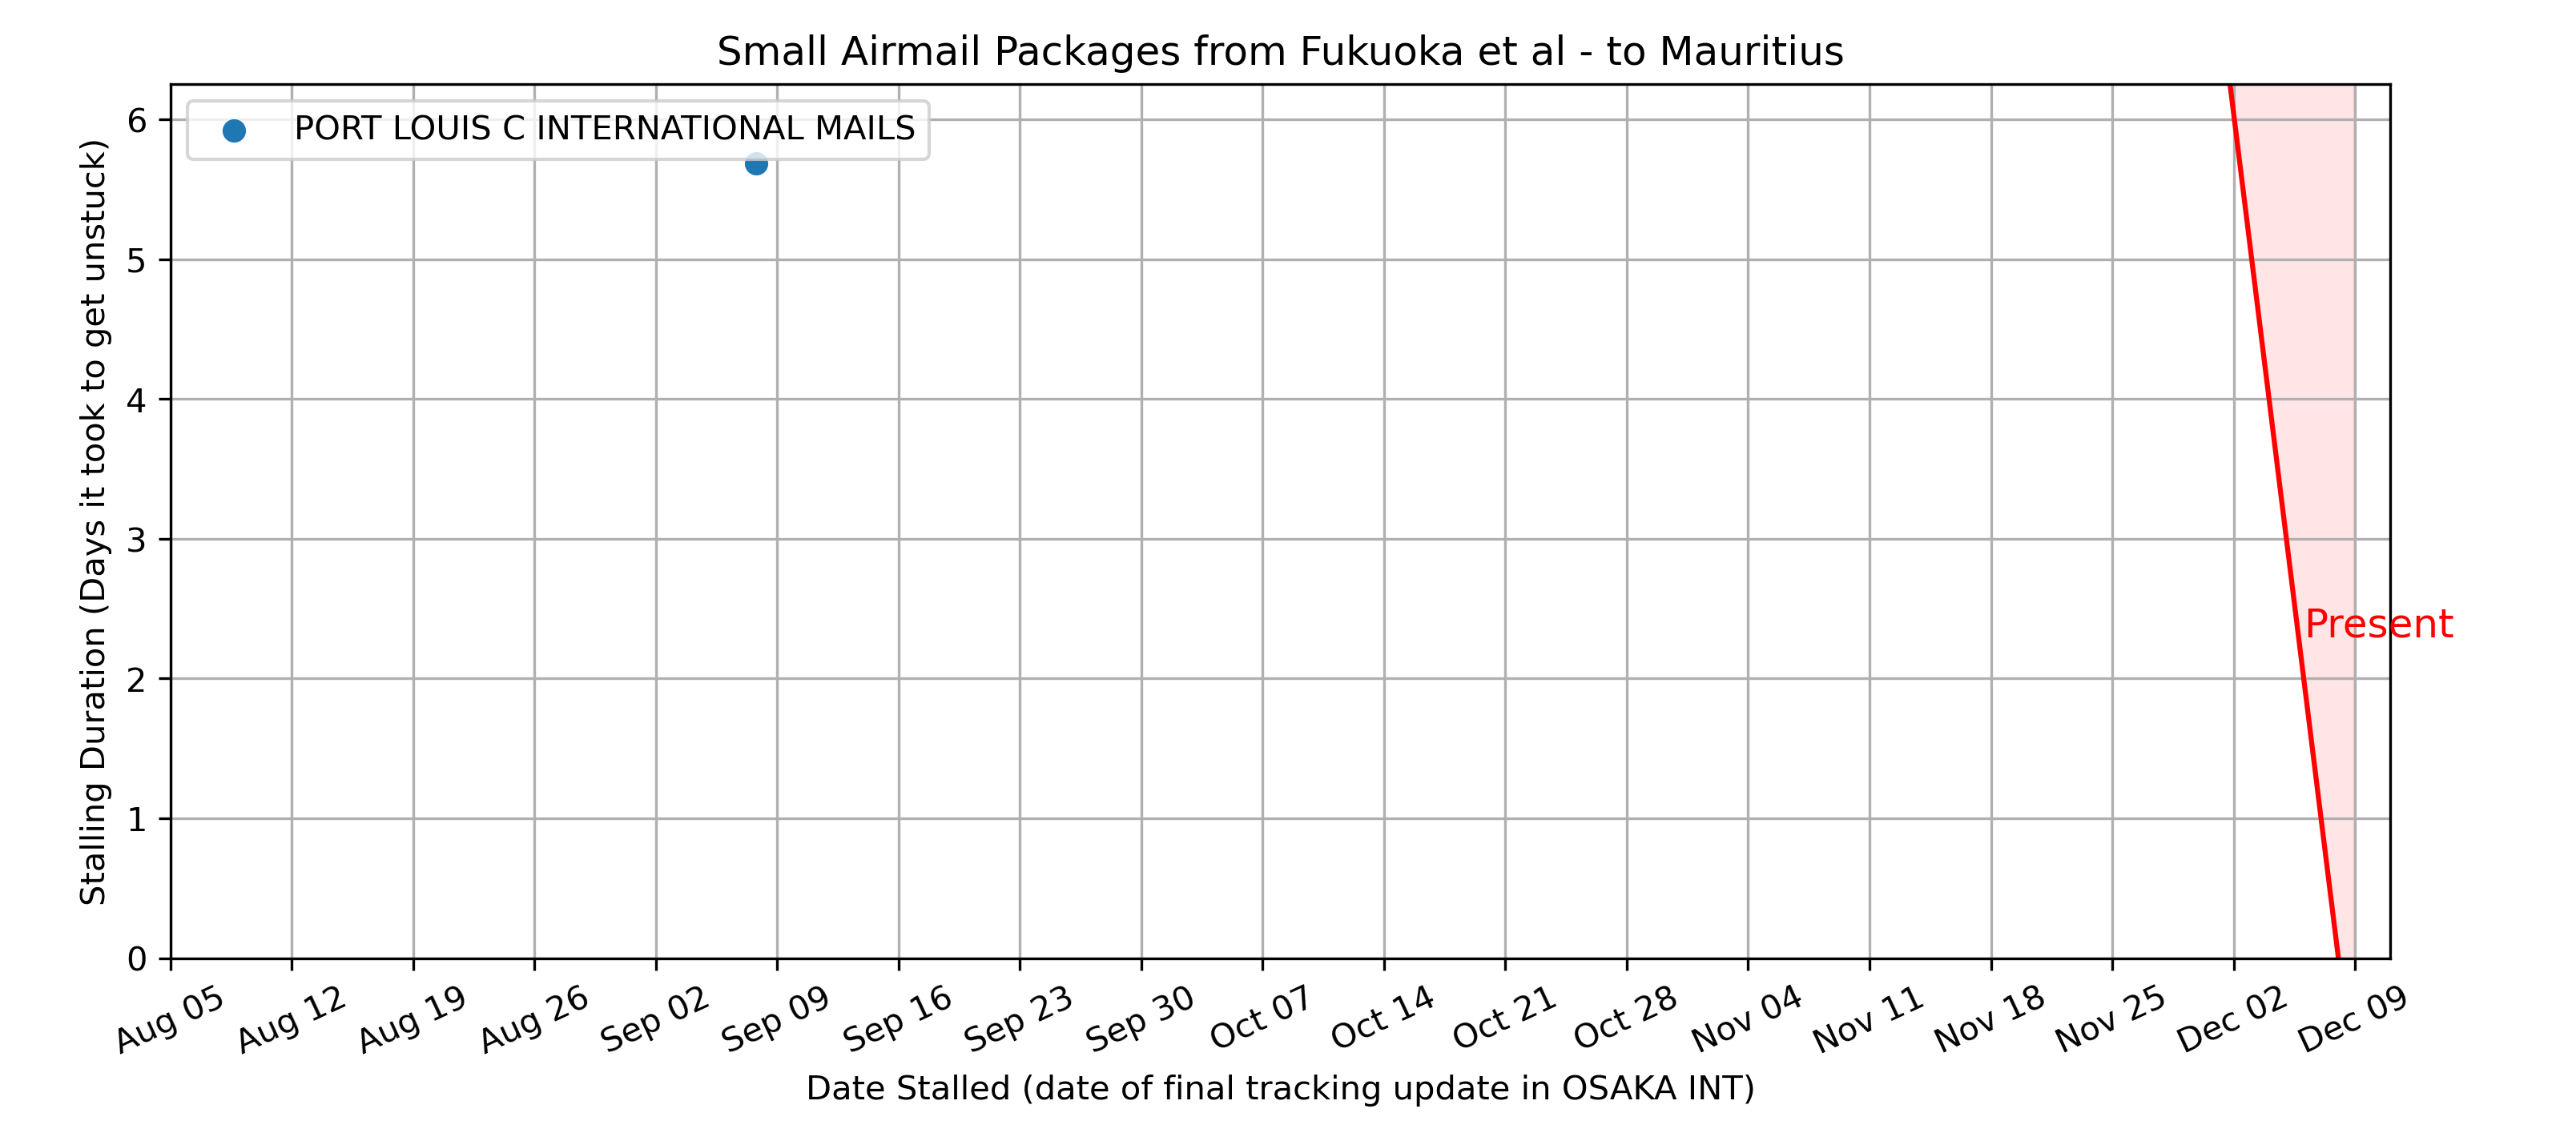 Small Airmail Packages from Fukuoka et al - to Mauritius
PORT LOUIS C INTERNATIONAL MAILS
Stalling Duration (Days it took to get unstuck)
6
5
4
3
2
1
0
Present
Aug 05
Aug 12
Aug 19
Aug 26
Sep 02
Sep 09
Sep 16
Sep 23
Sep 30
Oct 07
Oct 14
Oct 21
Oct 28
Nov 04
Nov 11
Nov 18
Nov 25
Dec 02
Dec 09
Date Stalled (date of final tracking update in OSAKA INT)